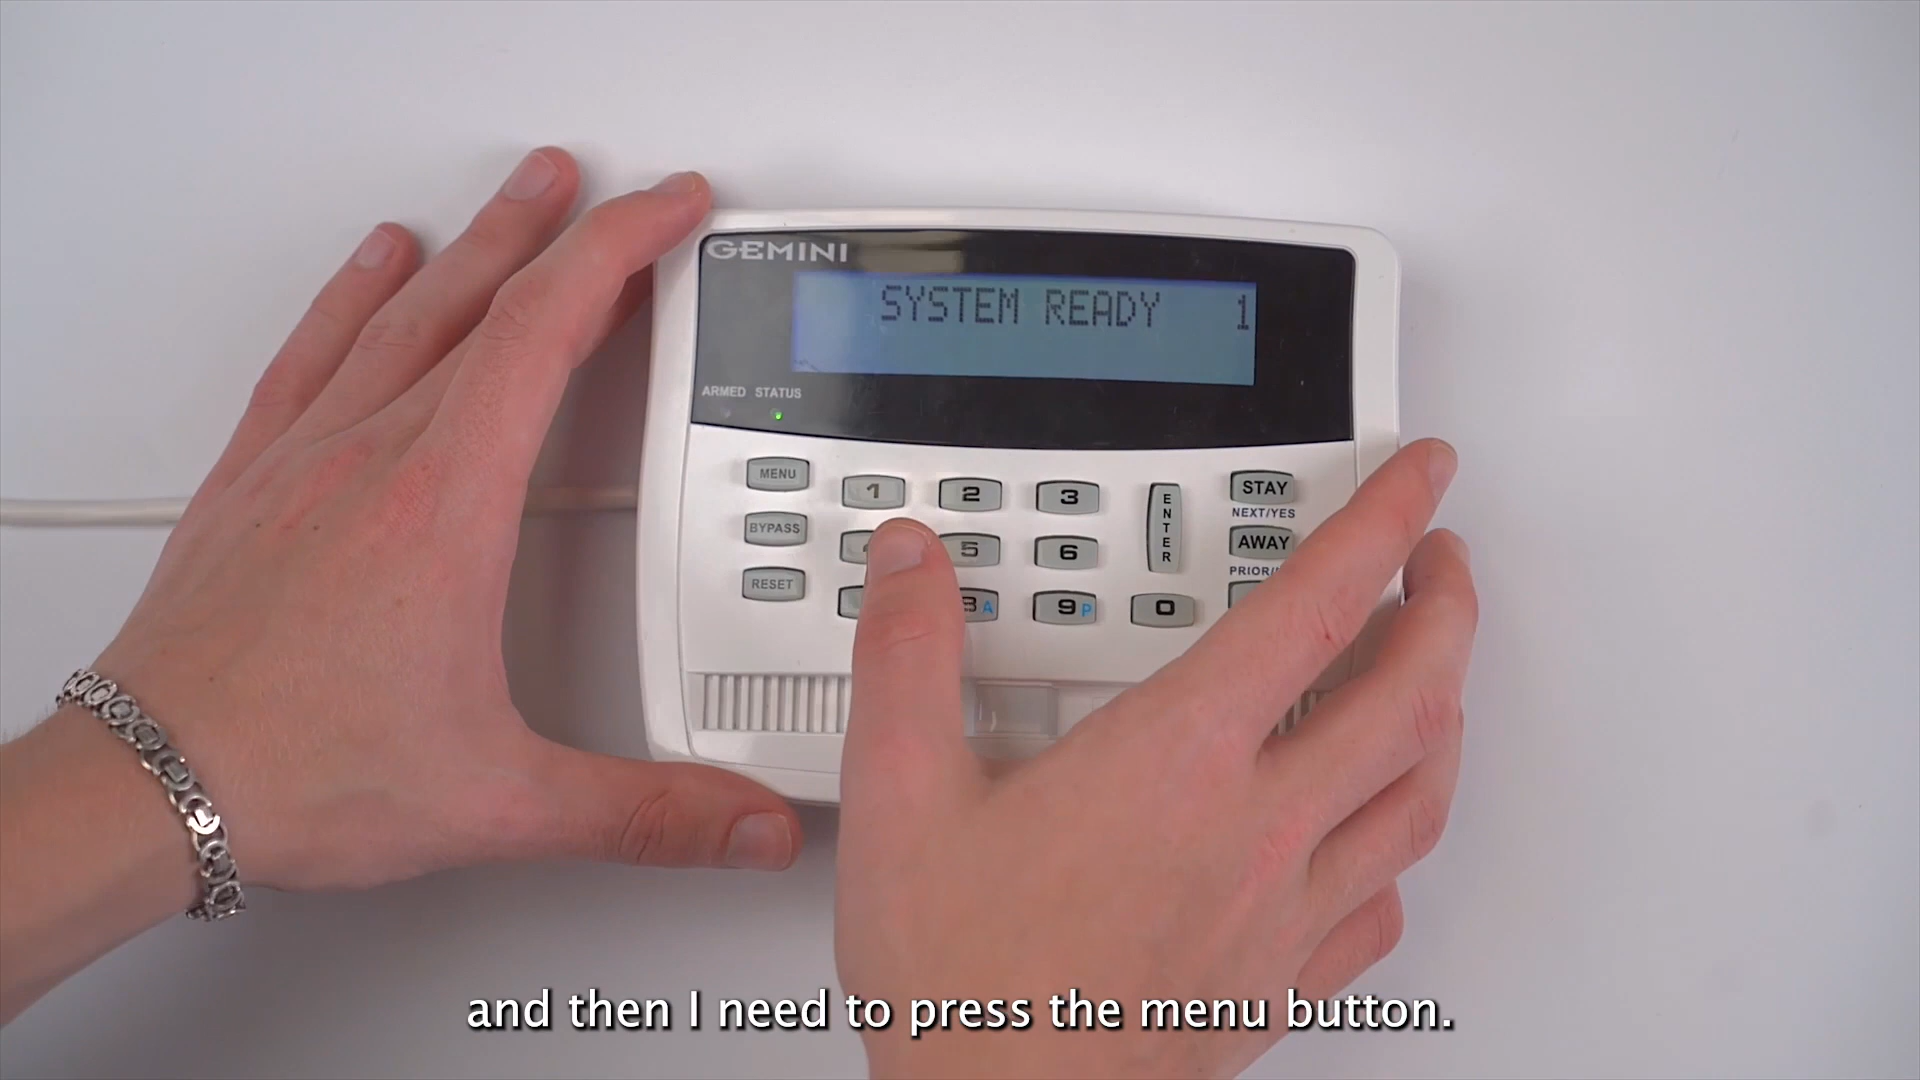 GEMINI
SYSTEM READY 1
ARMED STATUS
MENU
1
2
3
ENTER
STAY
NEXT/YES
BYPASS
5
6
AWAY
PRIOR/
RESET
A
9 P
0
and then I need to press the menu button.